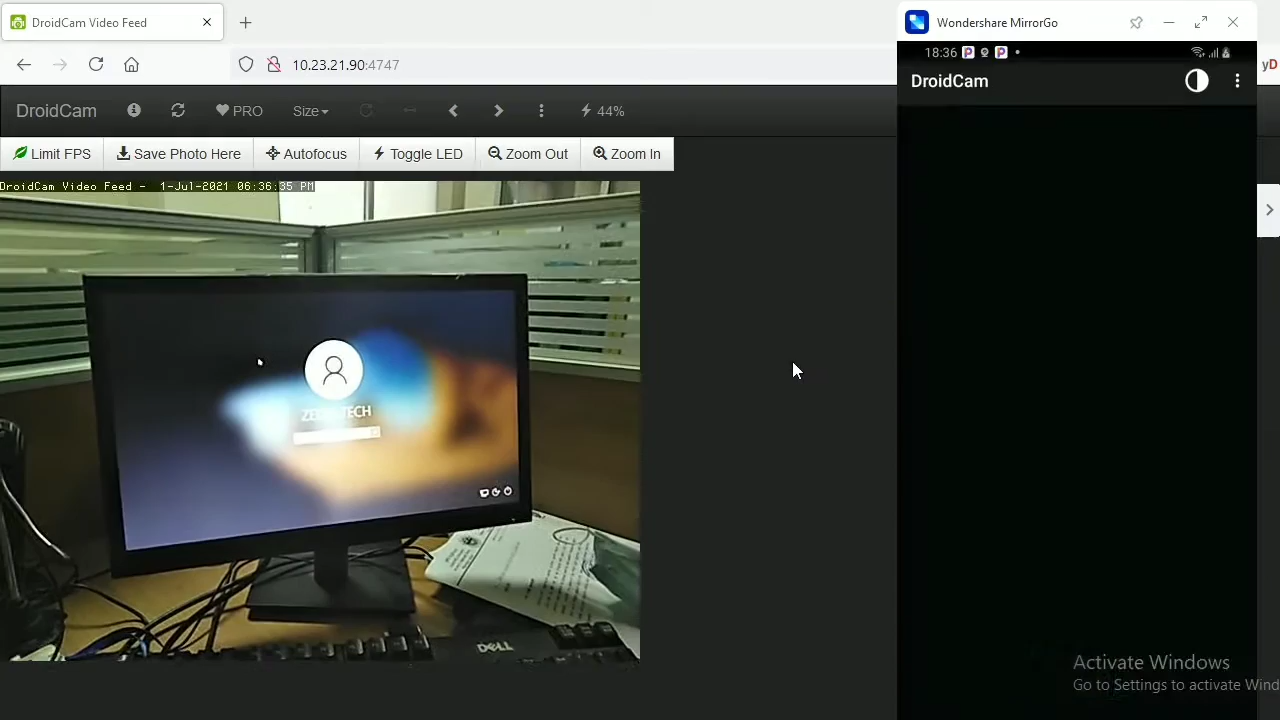 DroidCam Video Feed
Wondershare MirrorGo
10.23.21.90:4747
yD
18:36
DroidCam
DroidCam
PRO
Size
44%
Limit FPS
Save Photo Here
Autofocus
Toggle LED
Zoom Out
Zoom In
DroidCam Video Feed - 1-Jul-2021 06:36:35 PM
TECH
DELL
Activate Windows
Go to Settings to activate Wind